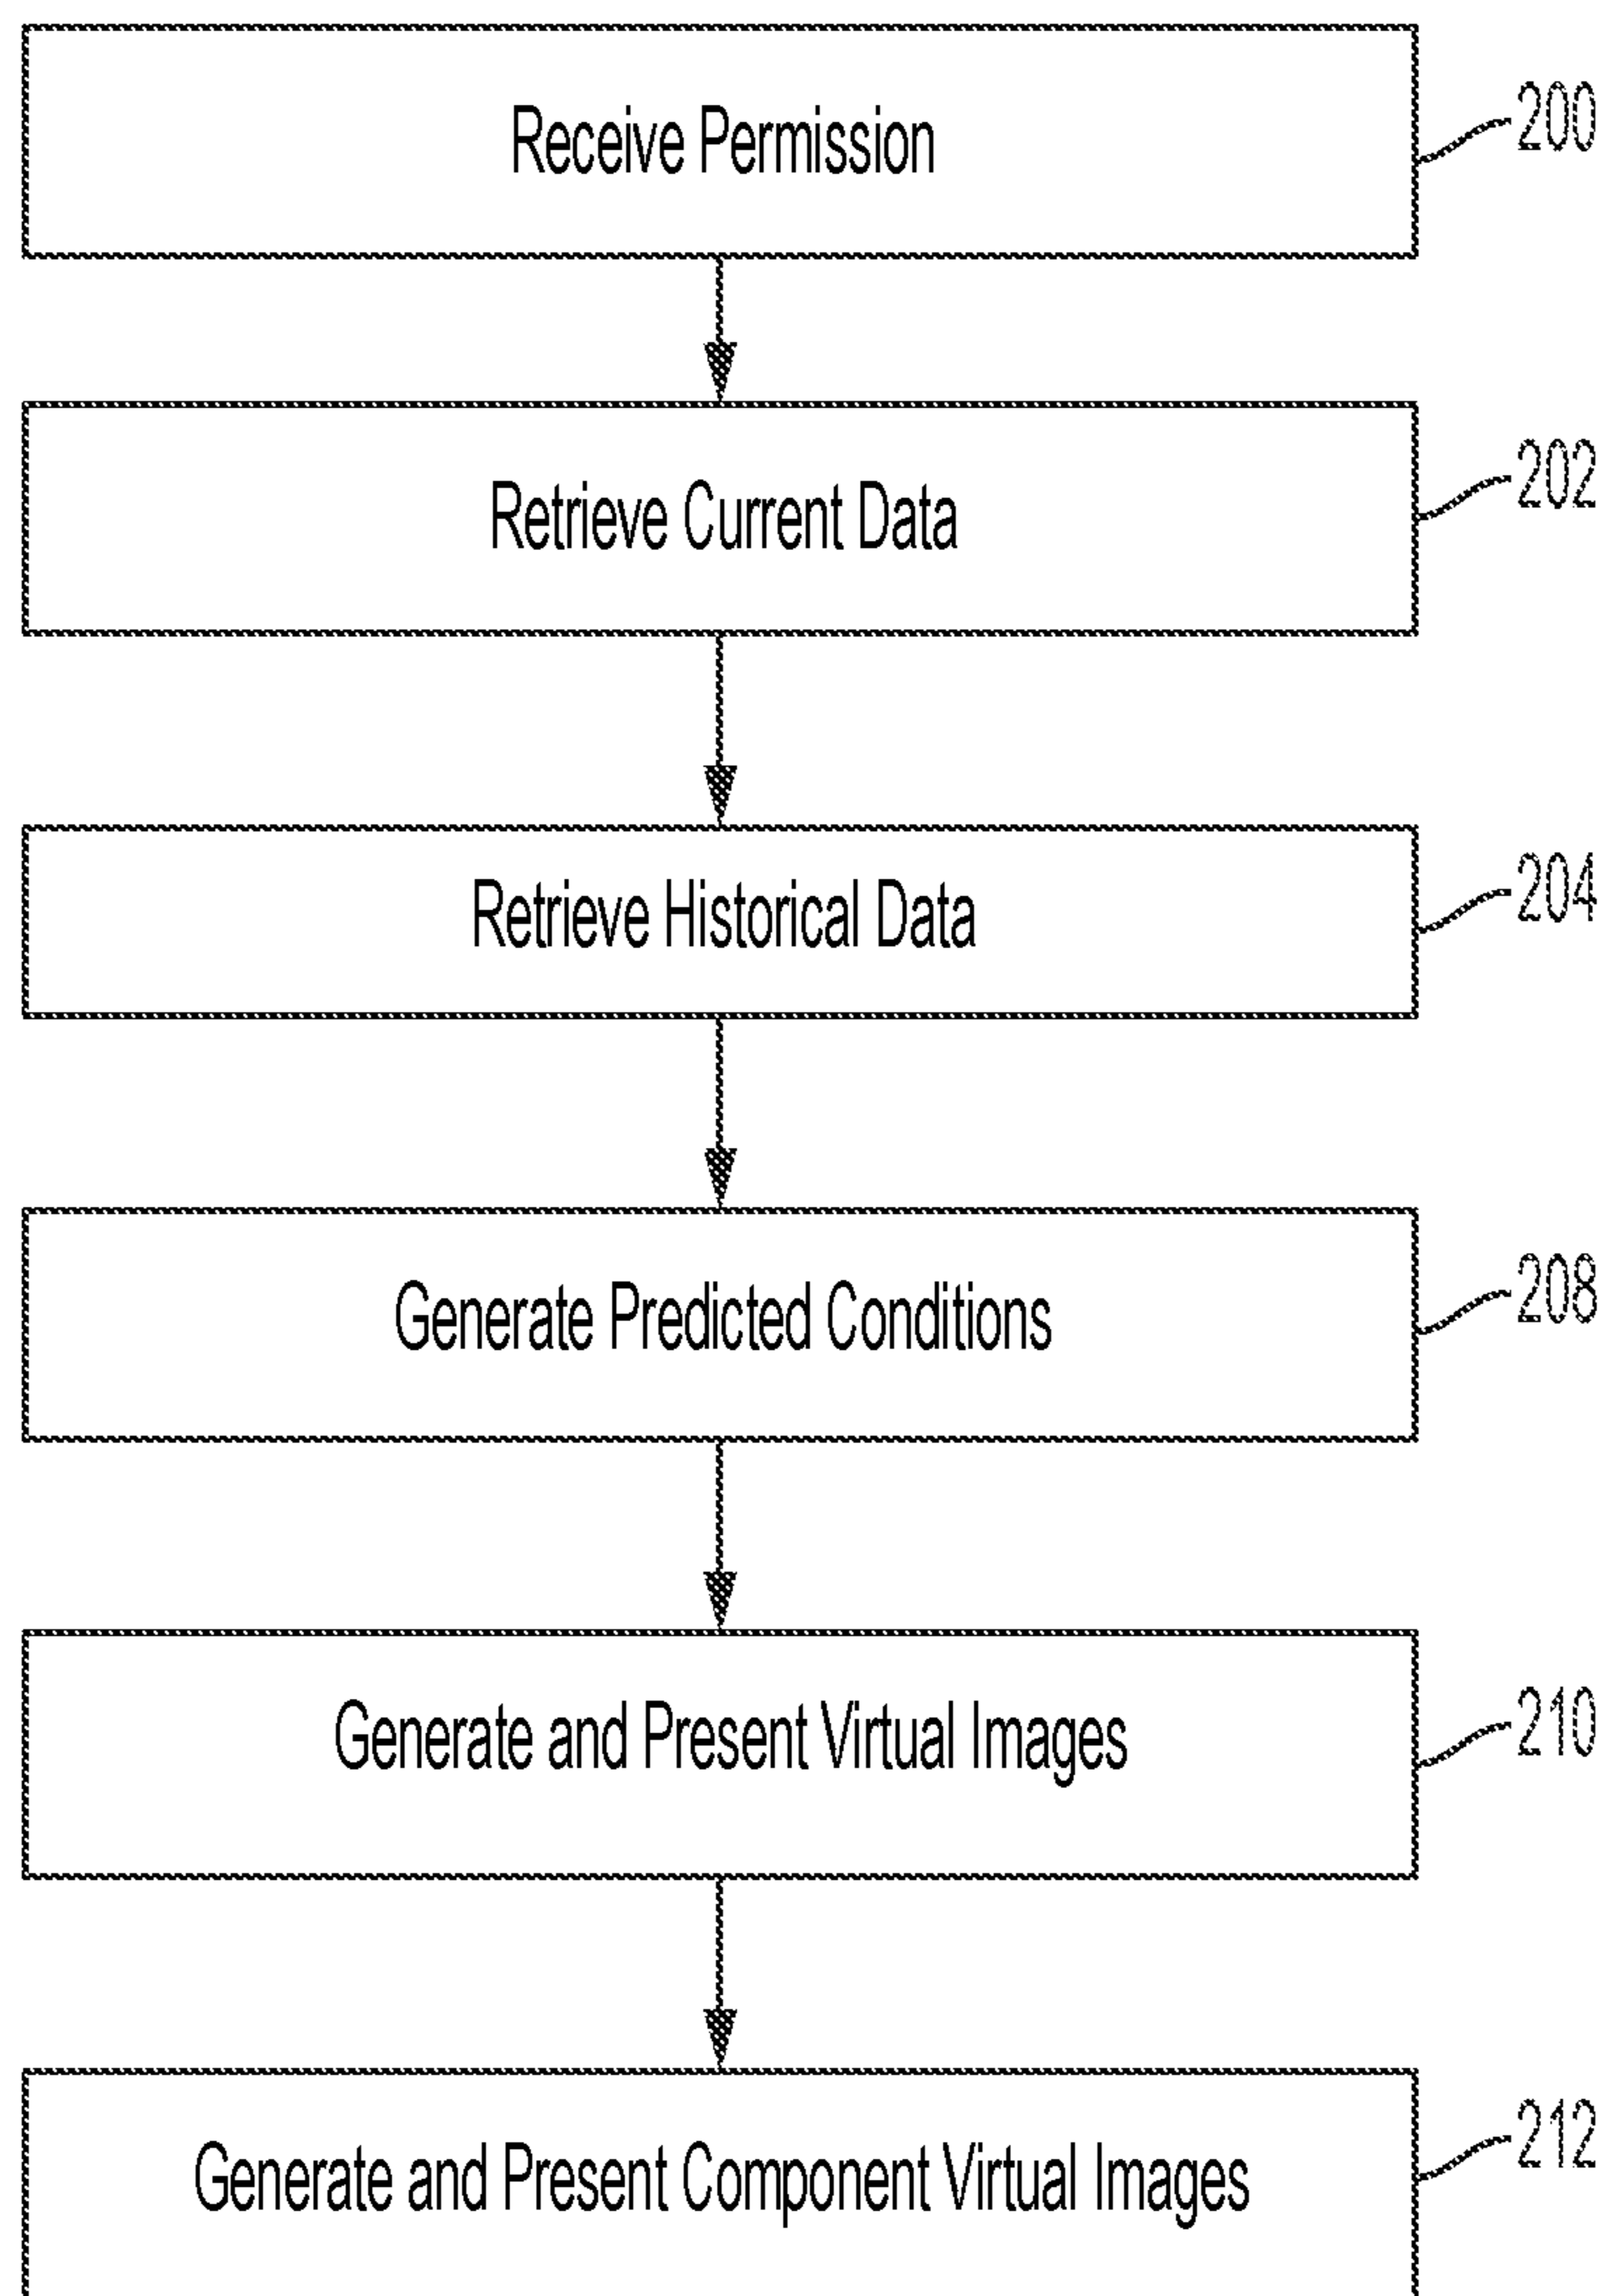 Receive Permission
200
Retrieve Current Data
202
Retrieve Historical Data
204
Generate Predicted Conditions
208
Generate and Present Virtual Images
210
Generate and Present Component Virtual Images
212